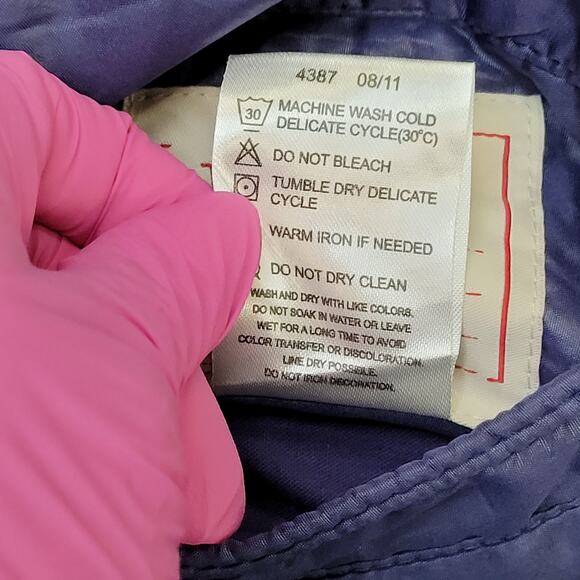 4387 08/11
30 MACHINE WASH COLD
DELICATE CYCLE(30°C)
DO NOT BLEACH
TUMBLE DRY DELICATE
CYCLE
WARM IRON IF NEEDED
DO NOT DRY CLEAN
WASH AND DRY WITH LIKE COLORS.
DO NOT SOAK IN WATER OR LEAVE
WET FOR A LONG TIME TO AVOID
COLOR TRANSFER OR DISCOLORATION.
LINE DRY POSSIBLE.
DO NOT IRON DECORATION.